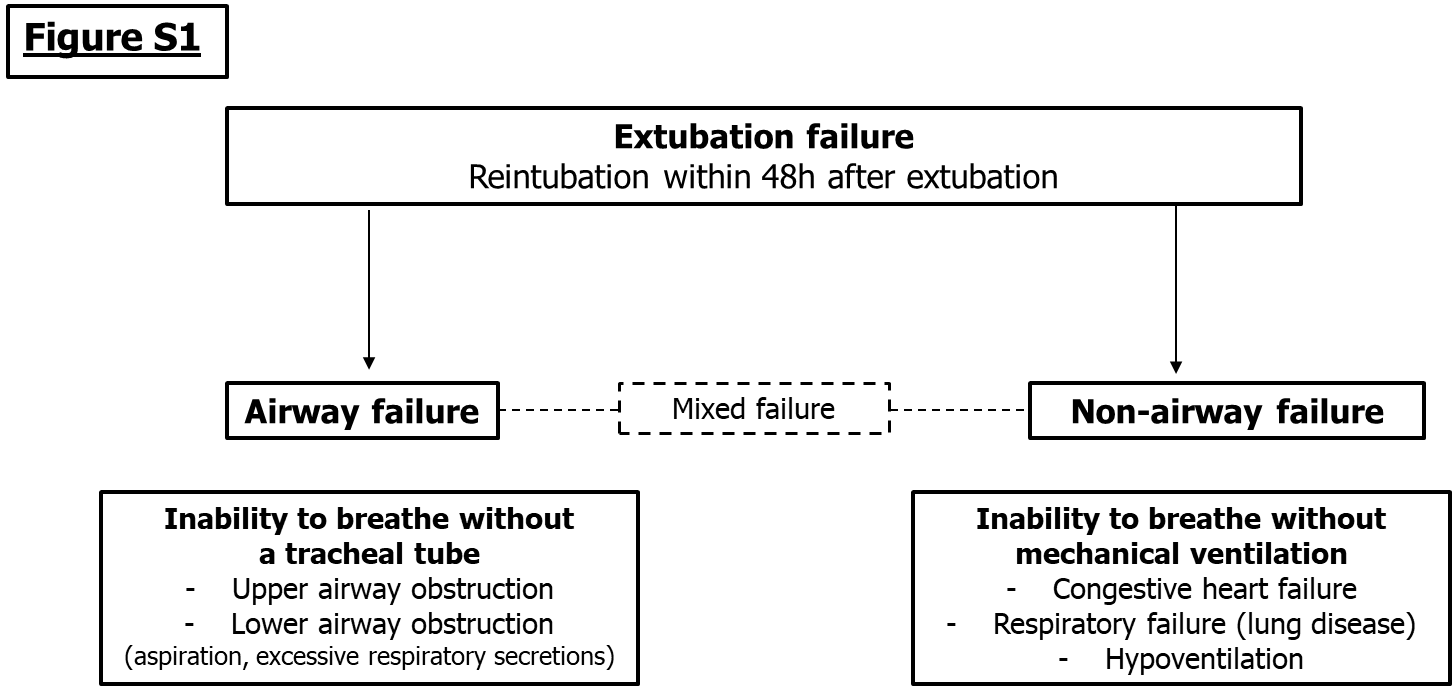 Figure S1
Extubation failure
Reintubation within 48h after extubation
Airway failure
Mixed failure
Non-airway failure
Inability to breathe without
a tracheal tube
- Upper airway obstruction
- Lower airway obstruction
(aspiration, excessive respiratory secretions)
Inability to breathe without
mechanical ventilation
- Congestive heart failure
- Respiratory failure (lung disease)
- Hypoventilation